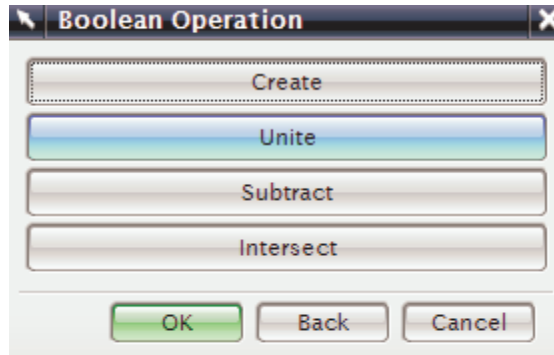 Boolean Operation
Create
Unite
Subtract
Intersect
OK Back Cancel